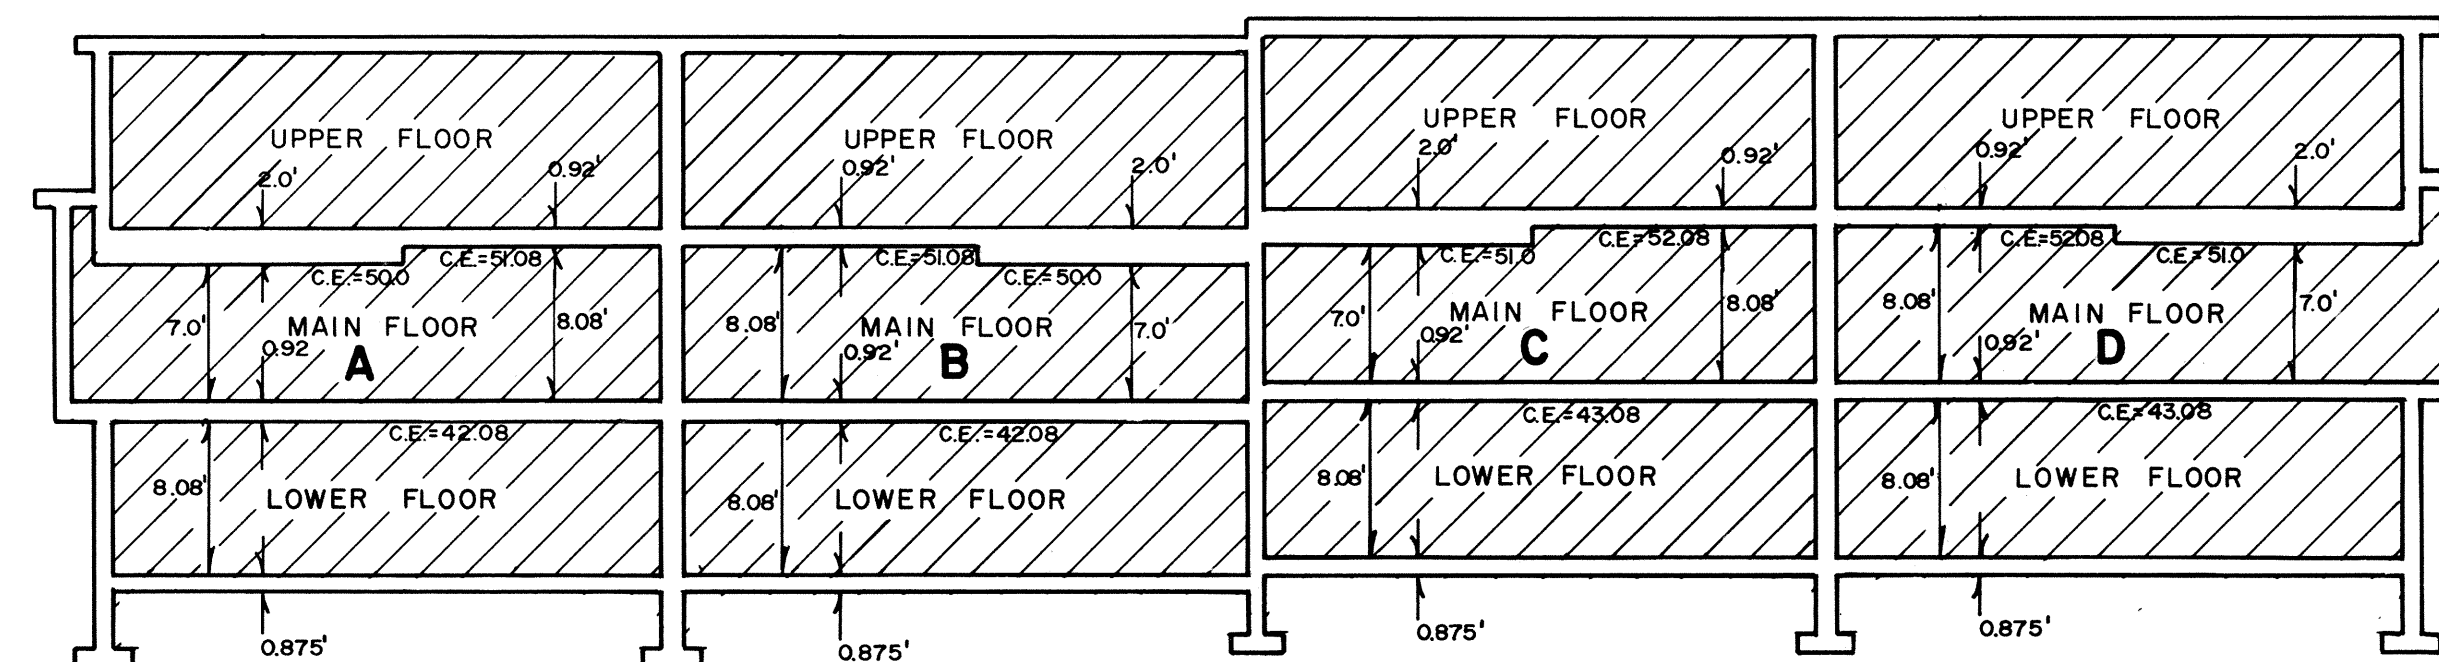 UPPER FLOOR
2.0'
0.92'
UPPER FLOOR
0.92'
2.0'
UPPER FLOOR
2.0'
0.92'
UPPER FLOOR
0.92'
2.0'
C.E.=50.0
C.E.=51.08
7.0'
MAIN FLOOR
8.08'
0.92
A
C.E.=51.08
C.E.=50.0
8.08'
MAIN FLOOR
7.0'
0.92'
B
C.E.=51.0
C.E.=52.08
7.0'
MAIN FLOOR
8.08'
0.92'
C
C.E.=52.08
C.E.=51.0
8.08'
MAIN FLOOR
7.0'
0.92'
D
C.E.=42.08
8.08'
LOWER FLOOR
0.875'
C.E.=42.08
8.08'
LOWER FLOOR
0.875'
C.E.=43.08
8.08'
LOWER FLOOR
0.875'
C.E.=43.08
8.08'
LOWER FLOOR
0.875'